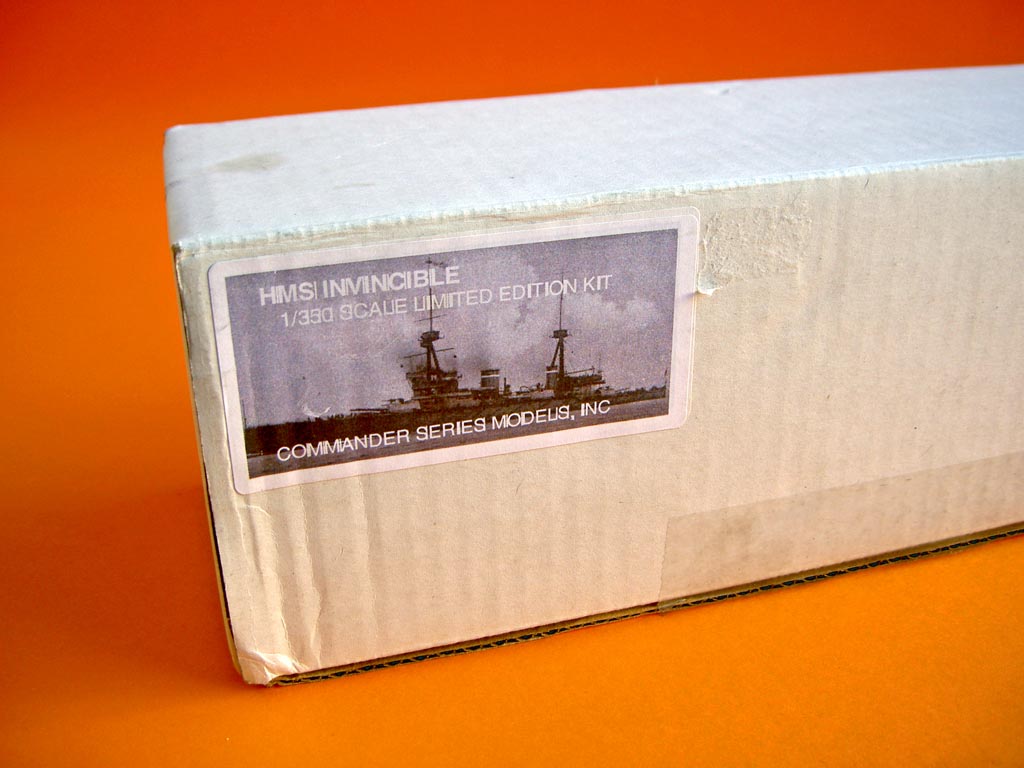 HMS INVINCIBLE
1/350 SCALE LIMITED EDITION KIT
COMMANDER SERIES MODELS, INC